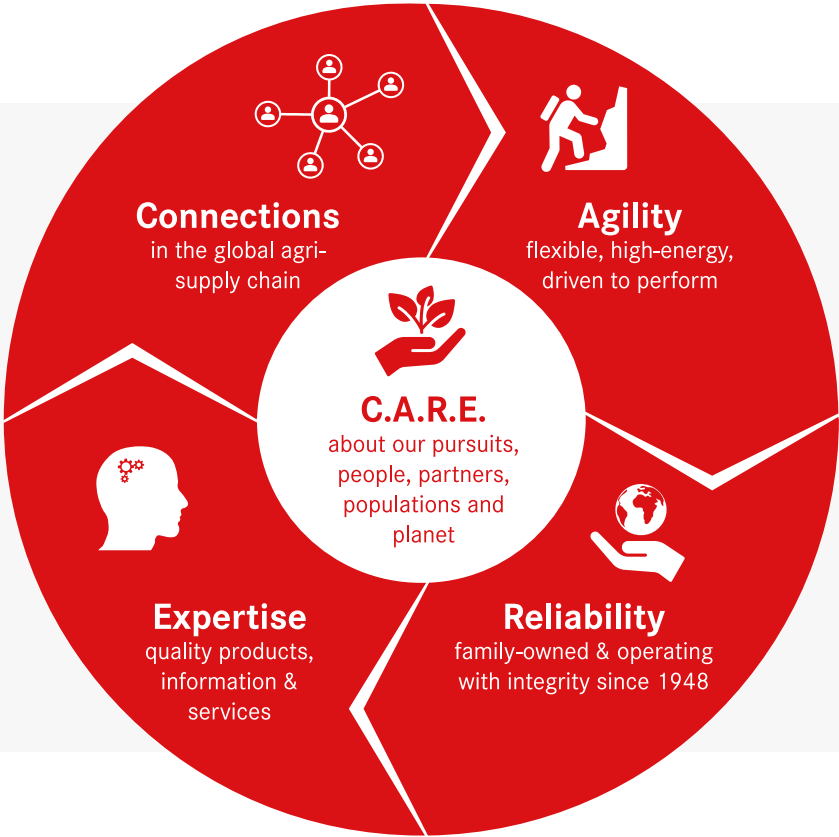 Connections
in the global agri-
supply chain
Agility
flexible, high-energy,
driven to perform
C.A.R.E.
about our pursuits,
people, partners,
populations and
planet
Expertise
quality products,
information &
services
Reliability
family-owned & operating
with integrity since 1948